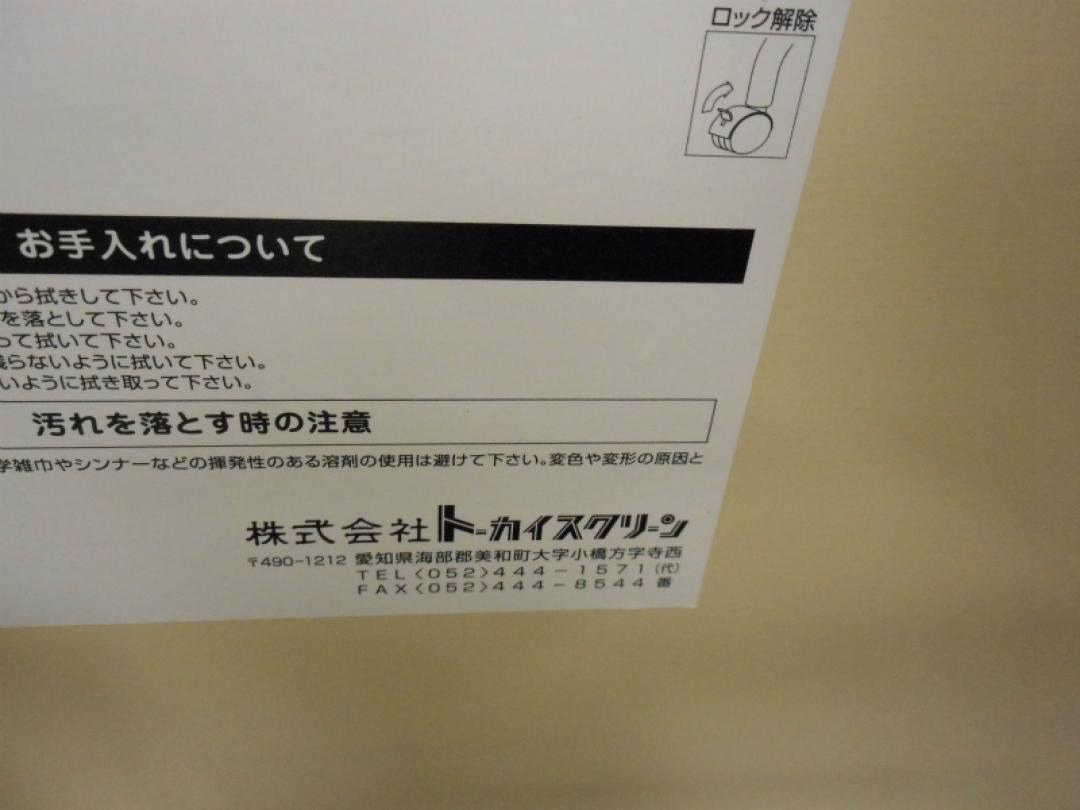 ロック解除
お手入れについて
から拭きして下さい。
を落として下さい。
って拭いて下さい。
残らないように拭いて下さい。
いように拭き取って下さい。
汚れを落とす時の注意
学雑巾やシンナーなどの揮発性のある溶剤の使用は避けて下さい。変色や変形の原因と
株式会社トーカイスクリーン
〒490-1212 愛知県海部郡美和町大字小橋方字寺西
TEL〈052〉444-1571(代)
FAX〈052〉444-8544番